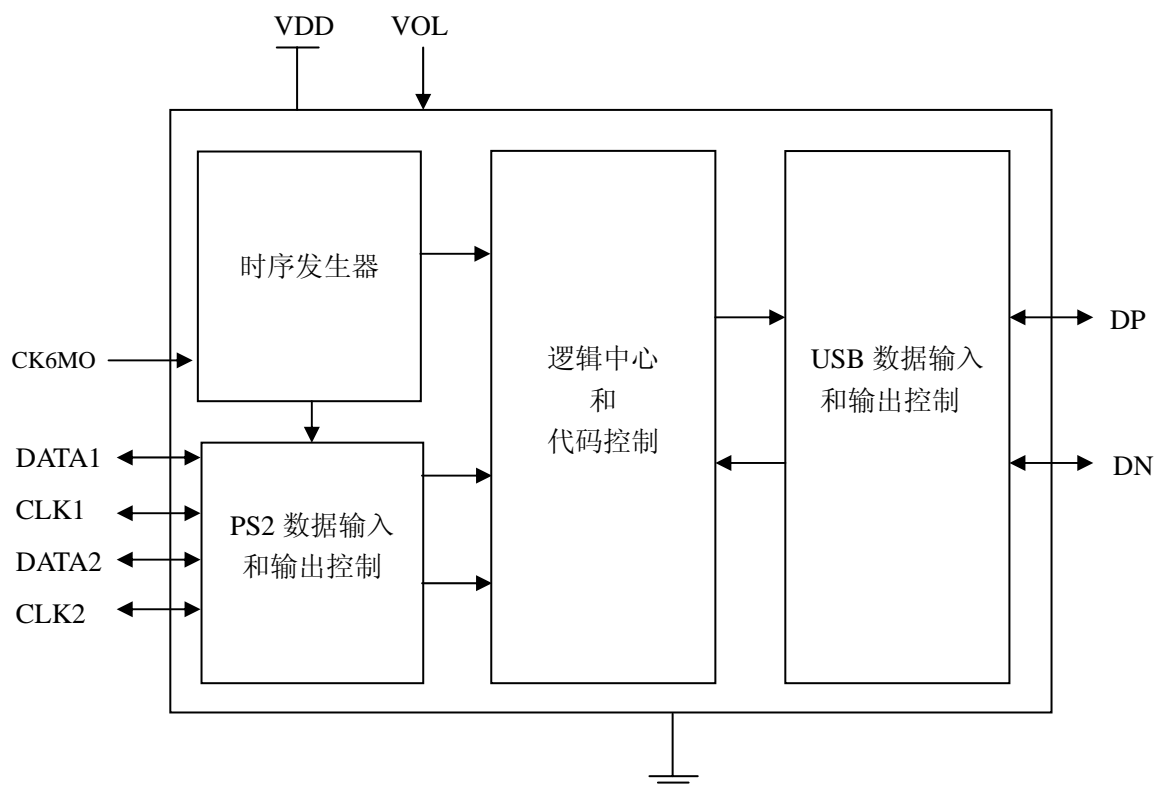 VDD
VOL
时序发生器
CK6MO
逻辑中心
和
代码控制
USB 数据输入
和输出控制
DP
DN
DATA1
CLK1
DATA2
CLK2
PS2 数据输入
和输出控制